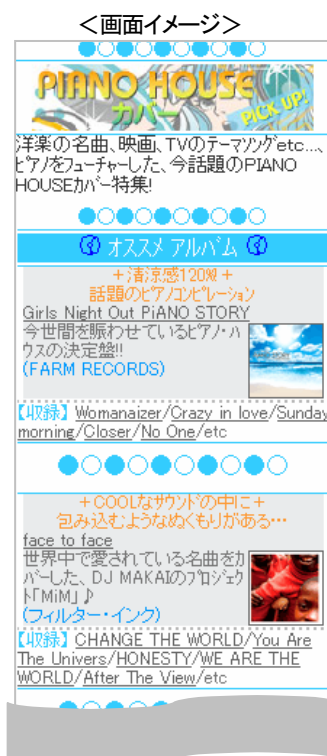 ＜画面イメージ＞
PIANO HOUSE
カバー
PICK UP!
洋楽の名曲、映画、TVのﾃｰﾏｿﾝｸﾞetc...、
ﾋﾟｱﾉをﾌｭｰﾁｬｰした、今話題のPIANO
HOUSEｶﾊﾞｰ特集!
オススメ アルバム
＋清涼感120%＋
話題のﾋﾟｱﾉｺﾝﾋﾟﾚｰｼｮﾝ
Girls Night Out PiANO STORY
今世間を賑わせているﾋﾟｱﾉ･ﾊ
ｳｽの決定盤!!
(FARM RECORDS)
【収録】Womanaizer/Crazy in love/Sunday
morning/Closer/No One/etc
＋COOLなｻｳﾝﾄﾞの中に＋
包み込むようなぬくもりがある…
face to face
世界中で愛されている名曲をｶ
ﾊﾞｰした、DJ MAKAIのﾌﾟﾛｼﾞｪｸ
ﾄ｢MiM｣♪
(フィルター・インク)
【収録】CHANGE THE WORLD/You Are
The Univers/HONESTY/WE ARE THE
WORLD/After The View/etc